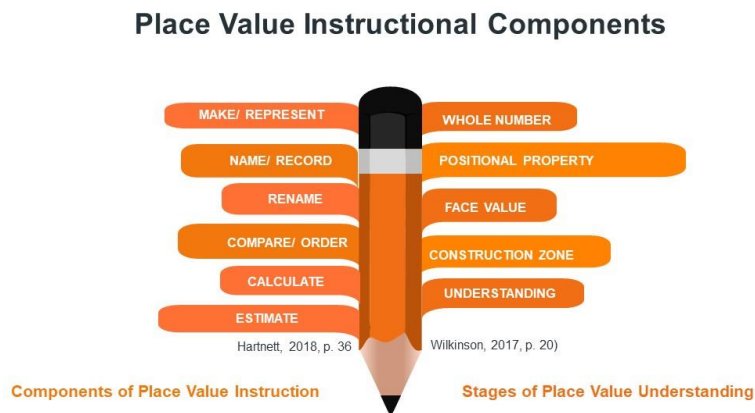 Place Value Instructional Components
MAKE/ REPRESENT
NAME/ RECORD
RENAME
COMPARE/ ORDER
CALCULATE
ESTIMATE
Hartnett, 2018, p. 36
Components of Place Value Instruction
WHOLE NUMBER
POSITIONAL PROPERTY
FACE VALUE
CONSTRUCTION ZONE
UNDERSTANDING
Wilkinson, 2017, p. 20)
Stages of Place Value Understanding